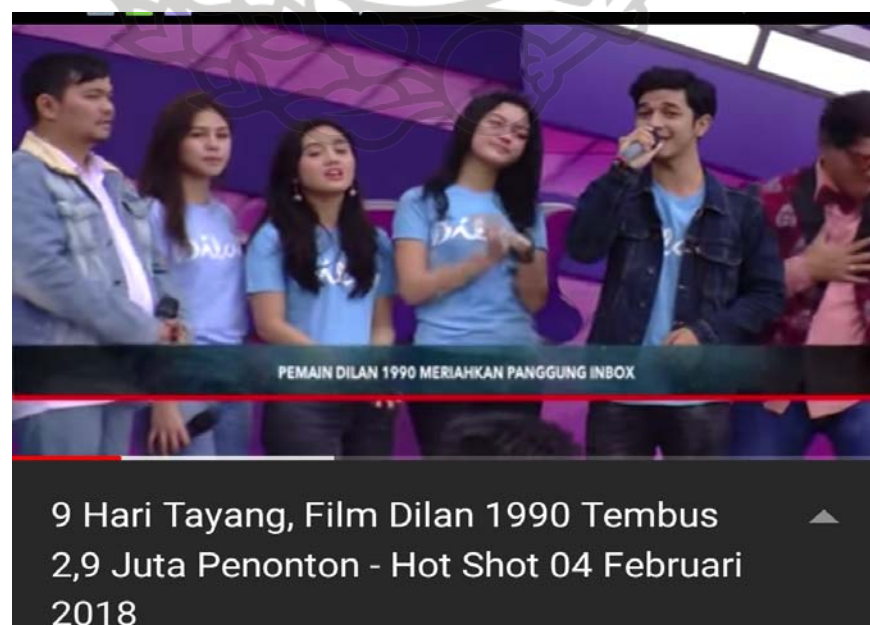 Dilan
PEMAIN DILAN 1990 MERIAHKAN PANGGUNG INBOX
9 Hari Tayang, Film Dilan 1990 Tembus
2,9 Juta Penonton - Hot Shot 04 Februari
2018